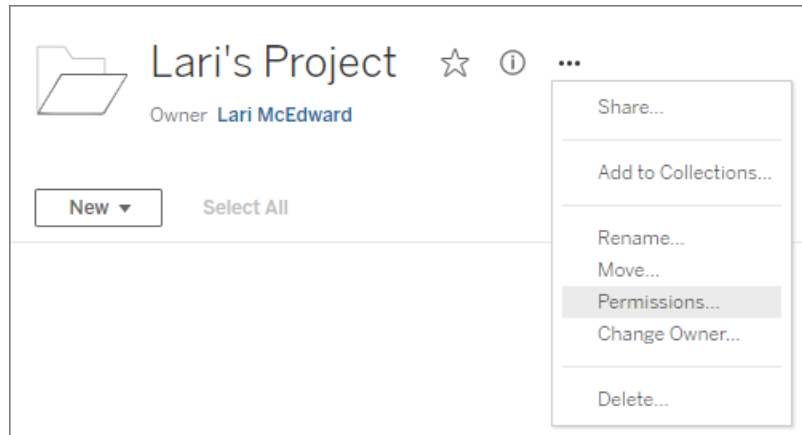 Lari's Project
Owner Lari McEdward
New
Select All
Share...
Add to Collections...
Rename...
Move...
Permissions...
Change Owner...
Delete...